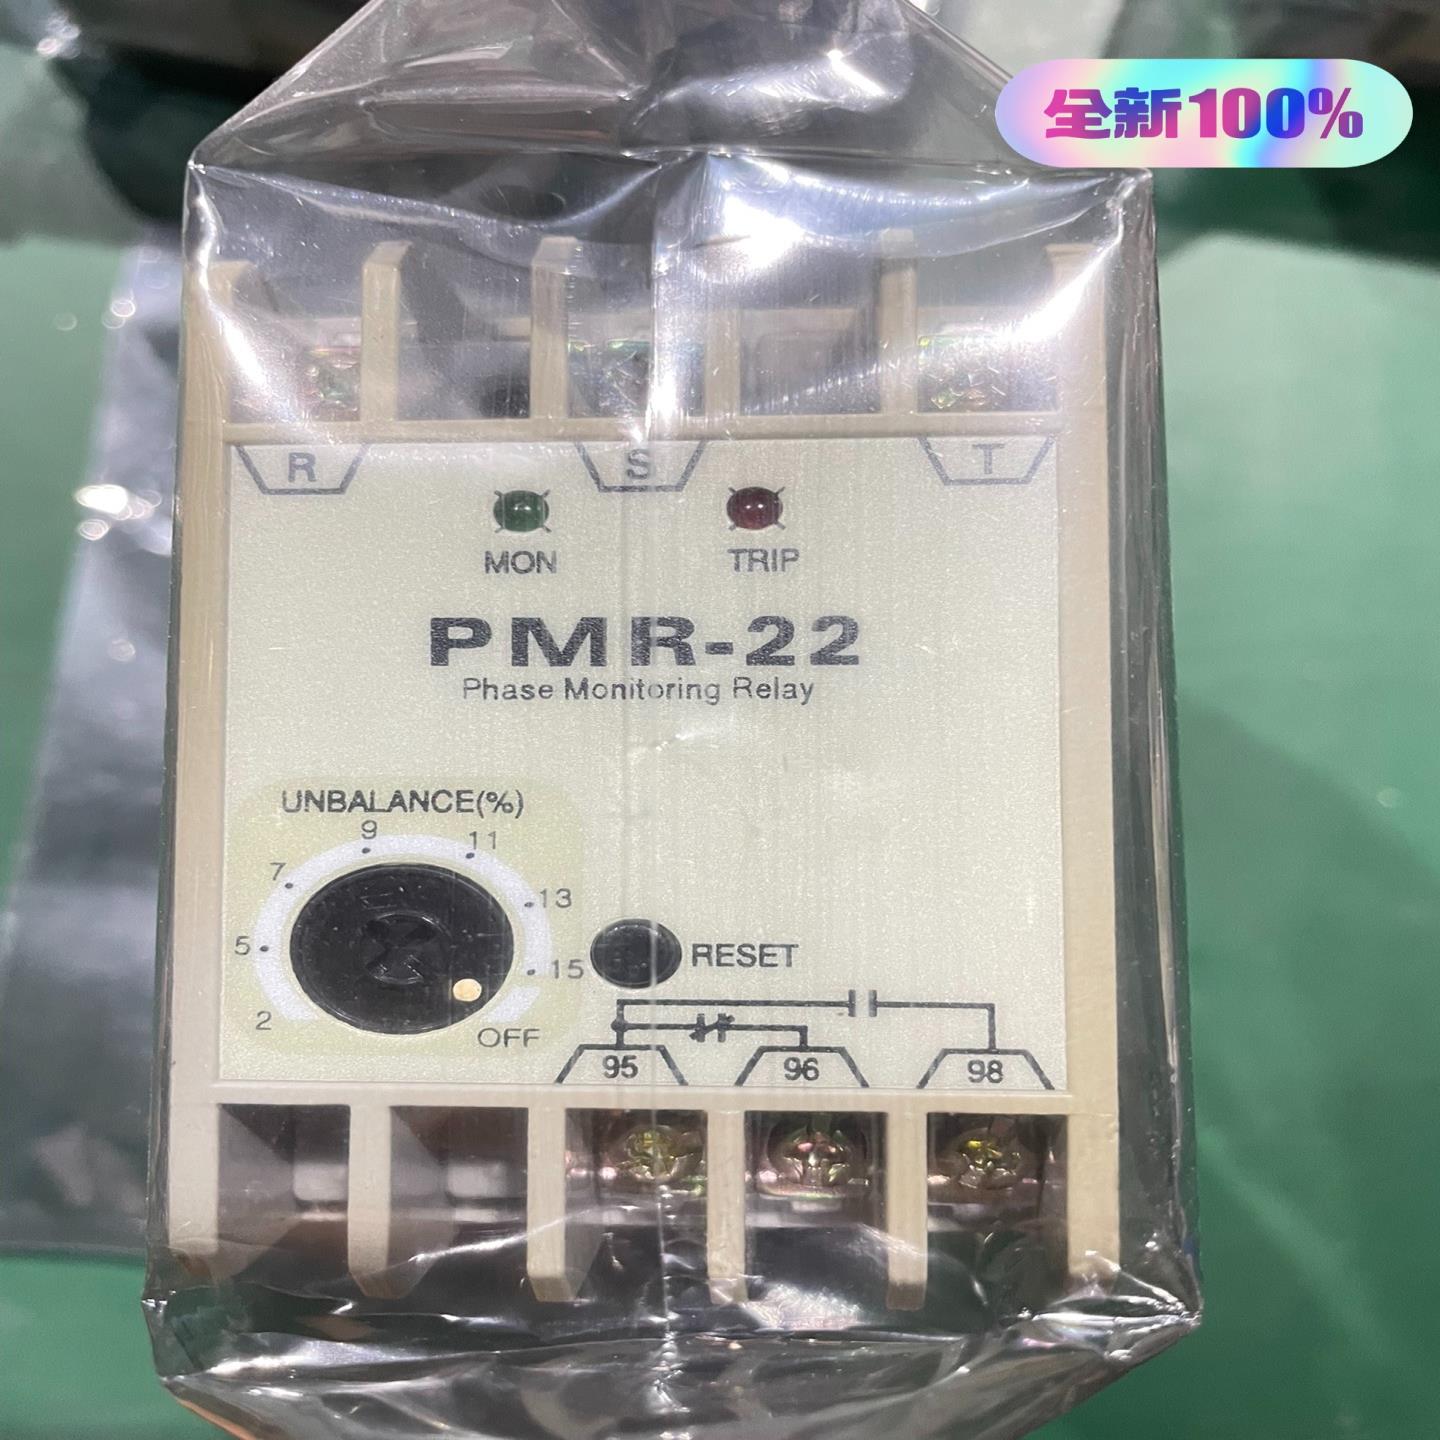 全新100%
R S T
MON TRIP
PMR-22
Phase Monitoring Relay
UNBALANCE(%)
9 11
7 13
5 15
2 OFF
RESET
95 96 98